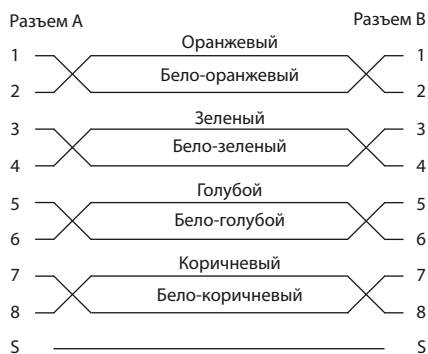 Разъем А Разъем В
Оранжевый
1 1
Бело-оранжевый
2 2
Зеленый
3 3
Бело-зеленый
4 4
Голубой
5 5
Бело-голубой
6 6
Коричневый
7 7
Бело-коричневый
8 8
S S